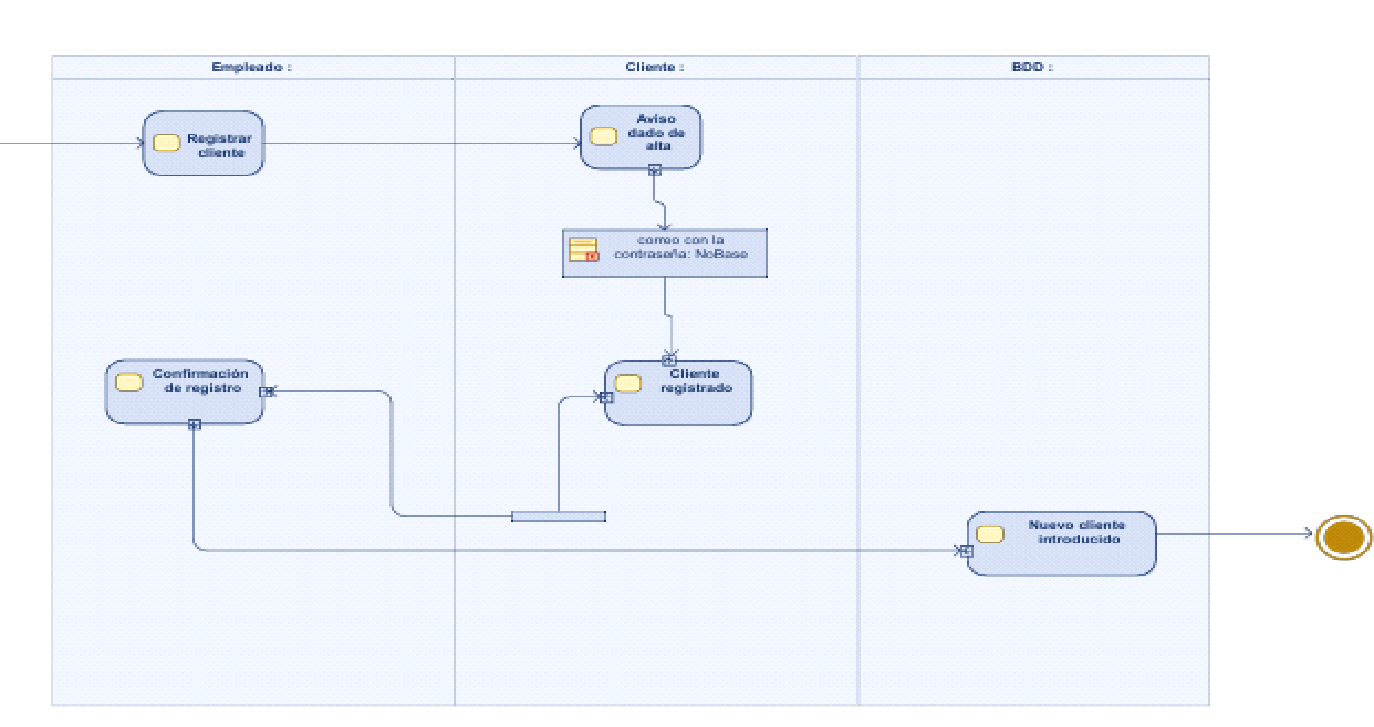 Empleado :
Cliente :
BDD :
Registrar
cliente
Aviso
dado de
alta
correo con la
contraseña: NoBase
Confirmación
de registro
Cliente
registrado
Nuevo cliente
introducido